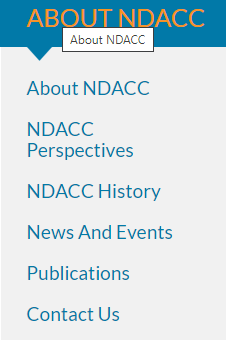 ABOUT NDACC
About NDACC
About NDACC
NDACC
Perspectives
NDACC History
News And Events
Publications
Contact Us